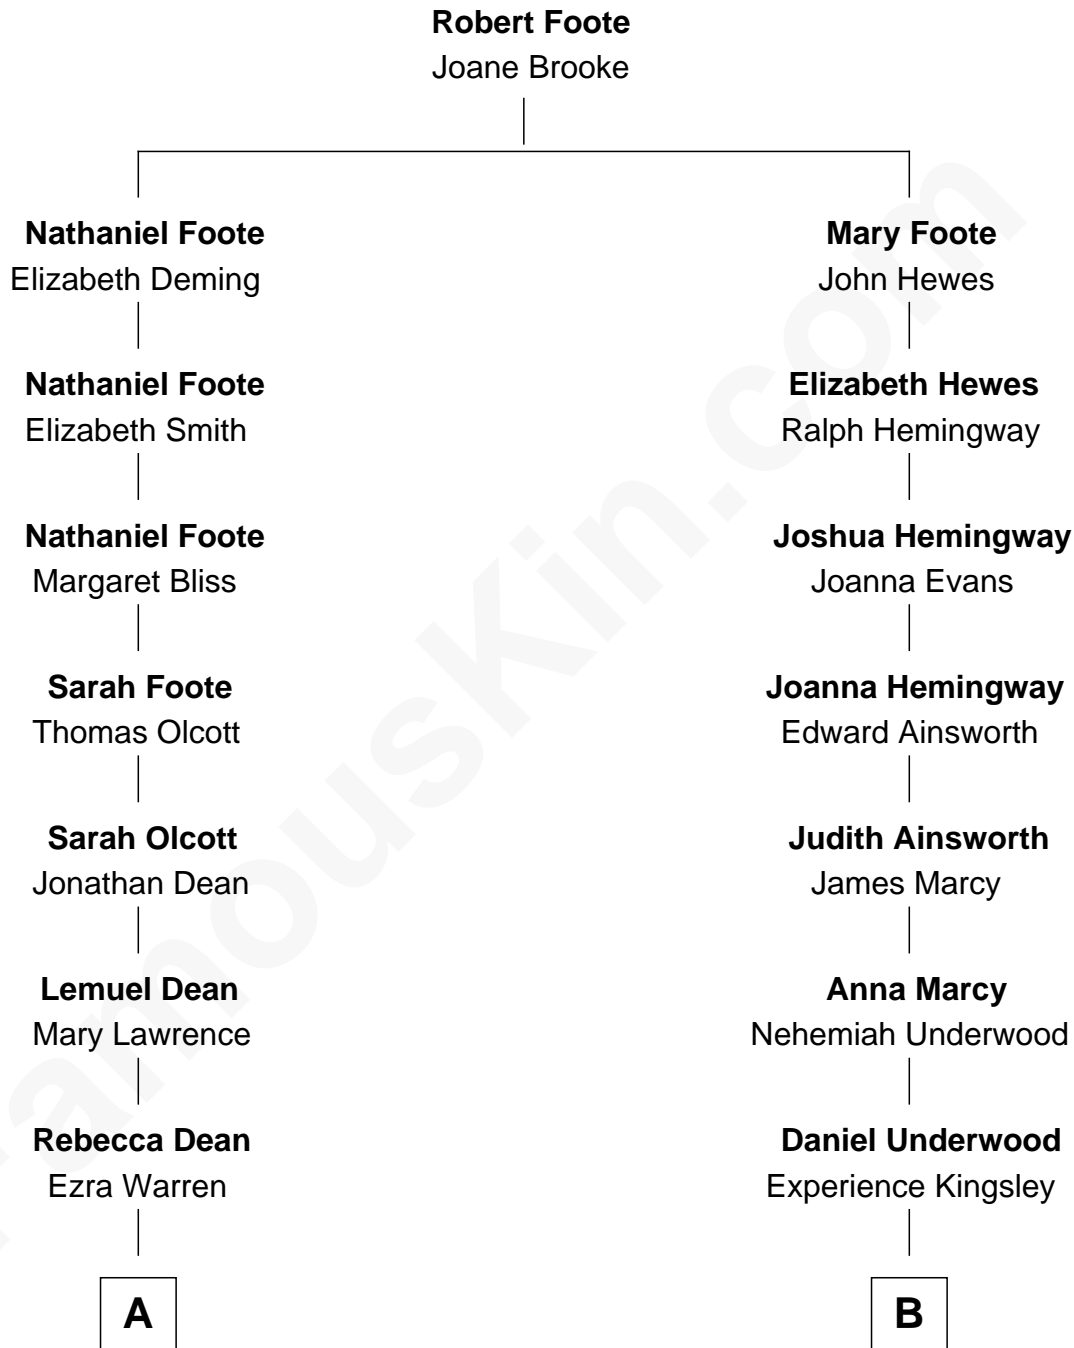 Robert Foote
Joane Brooke
Nathaniel Foote
Elizabeth Deming
Mary Foote
John Hewes
Nathaniel Foote
Elizabeth Smith
Elizabeth Hewes
Ralph Hemingway
Nathaniel Foote
Margaret Bliss
Joshua Hemingway
Joanna Evans
Sarah Foote
Thomas Olcott
Joanna Hemingway
Edward Ainsworth
Sarah Olcott
Jonathan Dean
Judith Ainsworth
James Marcy
Lemuel Dean
Mary Lawrence
Anna Marcy
Nehemiah Underwood
Rebecca Dean
Ezra Warren
Daniel Underwood
Experience Kingsley
A
B
FamousKin.com